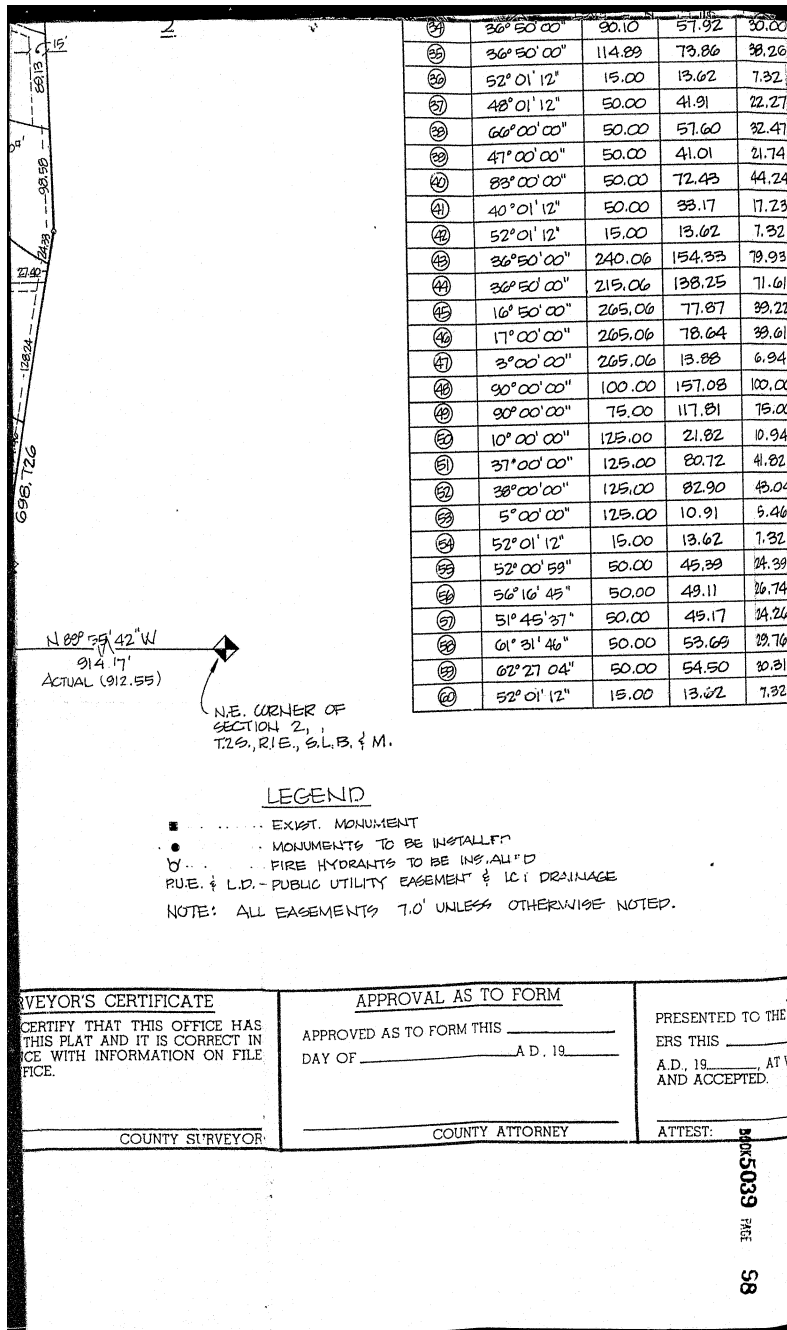 2
15'
89.13
98.58
124.33
27.90
128.24
698.726
34 36°50'00" 90.10 57.92 30.00
35 36°50'00" 114.89 73.86 38.26
36 52°01'12" 15.00 13.62 7.32
37 48°01'12" 50.00 41.91 22.27
38 66°00'00" 50.00 57.60 32.47
39 47°00'00" 50.00 41.01 21.74
40 83°00'00" 50.00 72.43 44.24
41 40°01'12" 50.00 33.17 17.23
42 52°01'12" 15.00 13.62 7.32
43 36°50'00" 240.06 154.33 79.93
44 36°50'00" 215.06 138.25 71.61
45 16°50'00" 265.06 77.87 39.22
46 17°00'00" 265.06 78.64 39.61
47 3°00'00" 265.06 13.88 6.94
48 90°00'00" 100.00 157.08 100.00
49 90°00'00" 75.00 117.81 75.00
50 10°00'00" 125.00 21.82 10.94
51 37°00'00" 125.00 80.72 41.82
52 38°00'00" 125.00 82.90 43.04
53 5°00'00" 125.00 10.91 5.46
54 52°01'12" 15.00 13.62 7.32
55 52°00'59" 50.00 45.39 24.39
56 56°16'45" 50.00 49.11 26.74
57 51°45'37" 50.00 45.17 24.26
58 61°31'46" 50.00 53.69 29.76
59 62°27 04" 50.00 54.50 30.31
60 52°01'12" 15.00 13.62 7.32
N 89°55'42"W
914.17'
ACTUAL (912.55)
N.E. CORNER OF
SECTION 2,
T.2S., R.1E., S.L.B. & M.
LEGEND
EXIST. MONUMENT
MONUMENTS TO BE INSTALLED
FIRE HYDRANTS TO BE INSTALLED
P.U.E. & L.D. - PUBLIC UTILITY EASEMENT & LOT DRAINAGE
NOTE: ALL EASEMENTS 7.0' UNLESS OTHERWISE NOTED.
RVEYOR'S CERTIFICATE
CERTIFY THAT THIS OFFICE HAS
THIS PLAT AND IT IS CORRECT IN
CE WITH INFORMATION ON FILE
FICE.
COUNTY SURVEYOR
APPROVAL AS TO FORM
APPROVED AS TO FORM THIS
DAY OF A.D. 19
COUNTY ATTORNEY
PRESENTED TO THE
ERS THIS
A.D., 19 , AT
AND ACCEPTED.
ATTEST:
BOOK 5039 PAGE 98